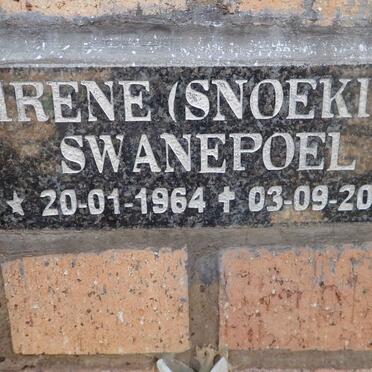 IRENE (SNOEKI
SWANEPOEL
★ 20-01-1964 ✝ 03-09-20